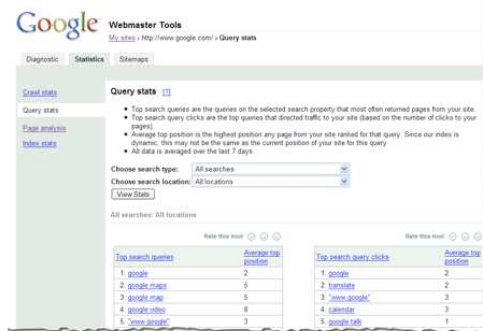 Google Webmaster Tools
My sites > http://www.google.com/ > Query stats
Diagnostic Statistics Sitemaps
Crawl stats
Query stats
Page analysis
Index stats
Query stats [?]
Top search queries are the queries on the selected search property that most often returned pages from your site.
Top search query clicks are the top queries that directed traffic to your site (based on the number of clicks to your
pages)
Average top position is the highest position any page from your site ranked for that query. Since our index is
dynamic, this may not be the same as the current position of your site for this query.
All data is averaged over the last 7 days.
Choose search type: All searches
Choose search location: All locations
View Stats
All searches: All locations
Rate this tool:
Top search queries Average top position
1. google 2
2. google maps 5
3. google map 5
4. google video 8
5. "www.google" 3
Rate this tool:
Top search query clicks Average top position
1. google 2
2. translate 2
3. "www.google" 3
4. calendar 3
5. google talk 1